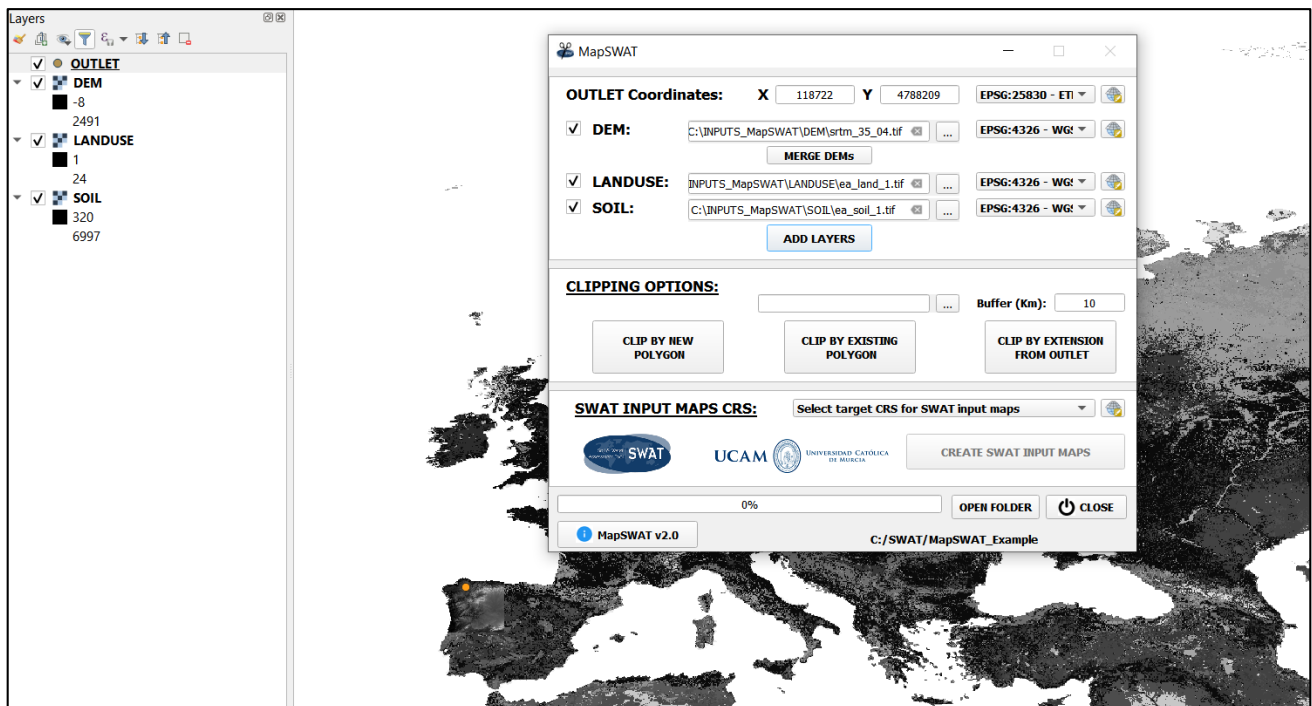 Layers
OUTLET
DEM
-8
2491
LANDUSE
1
24
SOIL
320
6997
MapSWAT
OUTLET Coordinates: X 118722 Y 4788209 EPSG:25830 - ETI
DEM: C:\INPUTS_MapSWAT\DEM\srtm_35_04.tif ... EPSG:4326 - WGS
MERGE DEMs
LANDUSE: INPUTS_MapSWAT\LANDUSE\ea_land_1.tif ... EPSG:4326 - WGS
SOIL: C:\INPUTS_MapSWAT\SOIL\ea_soil_1.tif ... EPSG:4326 - WGS
ADD LAYERS
CLIPPING OPTIONS:
... Buffer (Km): 10
CLIP BY NEW
POLYGON
CLIP BY EXISTING
POLYGON
CLIP BY EXTENSION
FROM OUTLET
SWAT INPUT MAPS CRS: Select target CRS for SWAT input maps
SWAT
UCAM UNIVERSIDAD CATÓLICA
DE MURCIA
CREATE SWAT INPUT MAPS
0%
OPEN FOLDER CLOSE
MapSWAT v2.0
C:/SWAT/MapSWAT_Example